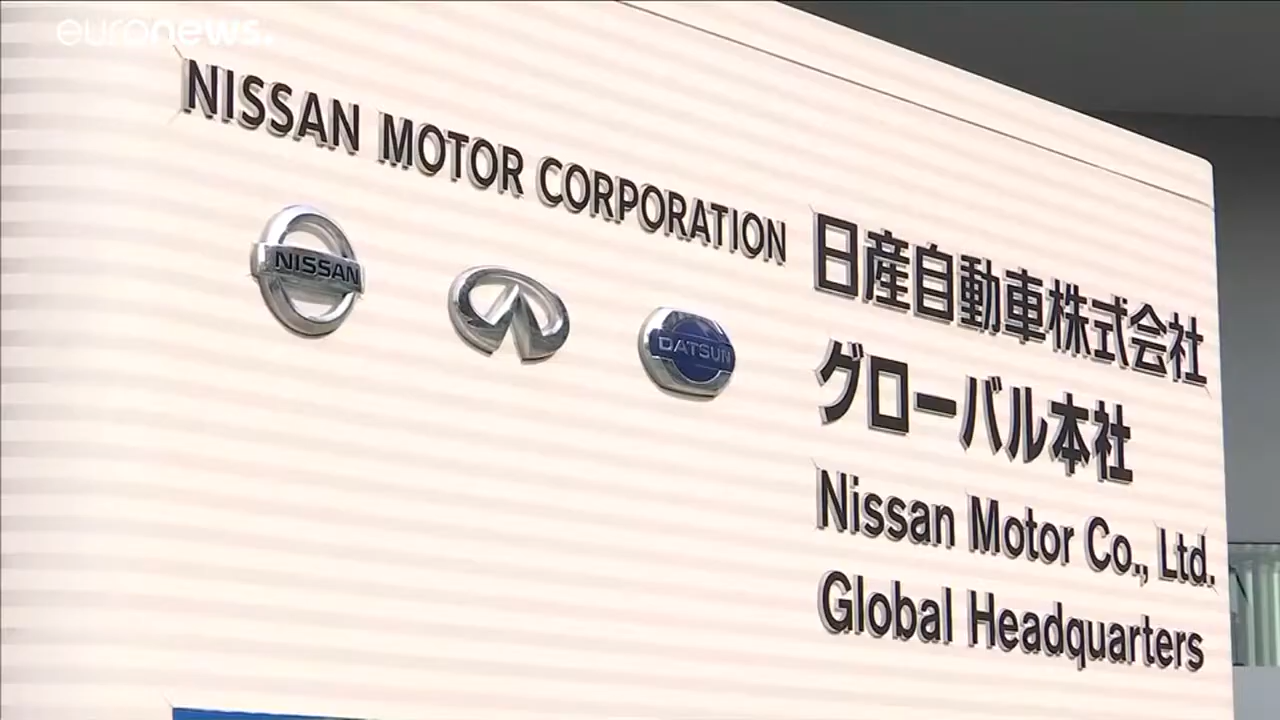 euronews.
NISSAN MOTOR CORPORATION
NISSAN
DATSUN
日産自動車株式会社
グローバル本社
Nissan Motor Co., Ltd.
Global Headquarters